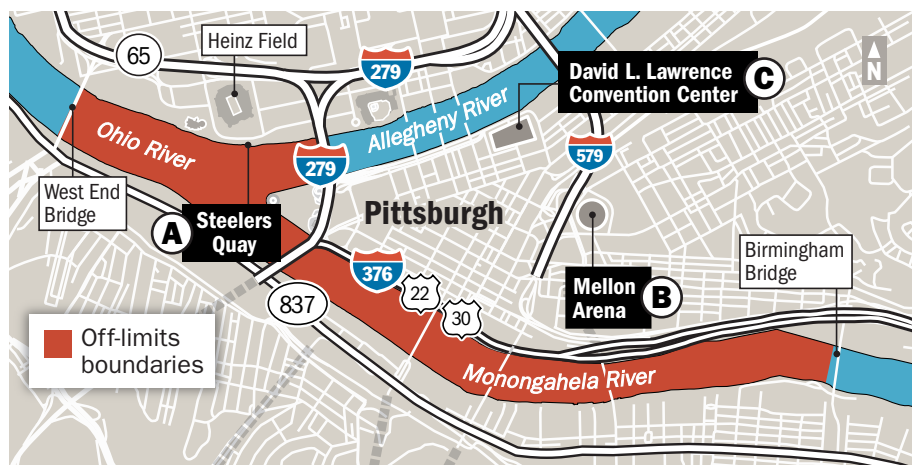 65
Heinz Field
279
David L. Lawrence
Convention Center
C
N
Ohio River
Allegheny River
279
579
West End
Bridge
A
Steelers
Quay
Pittsburgh
376
22
30
837
Mellon
Arena
B
Birmingham
Bridge
Off-limits
boundaries
Monongahela River